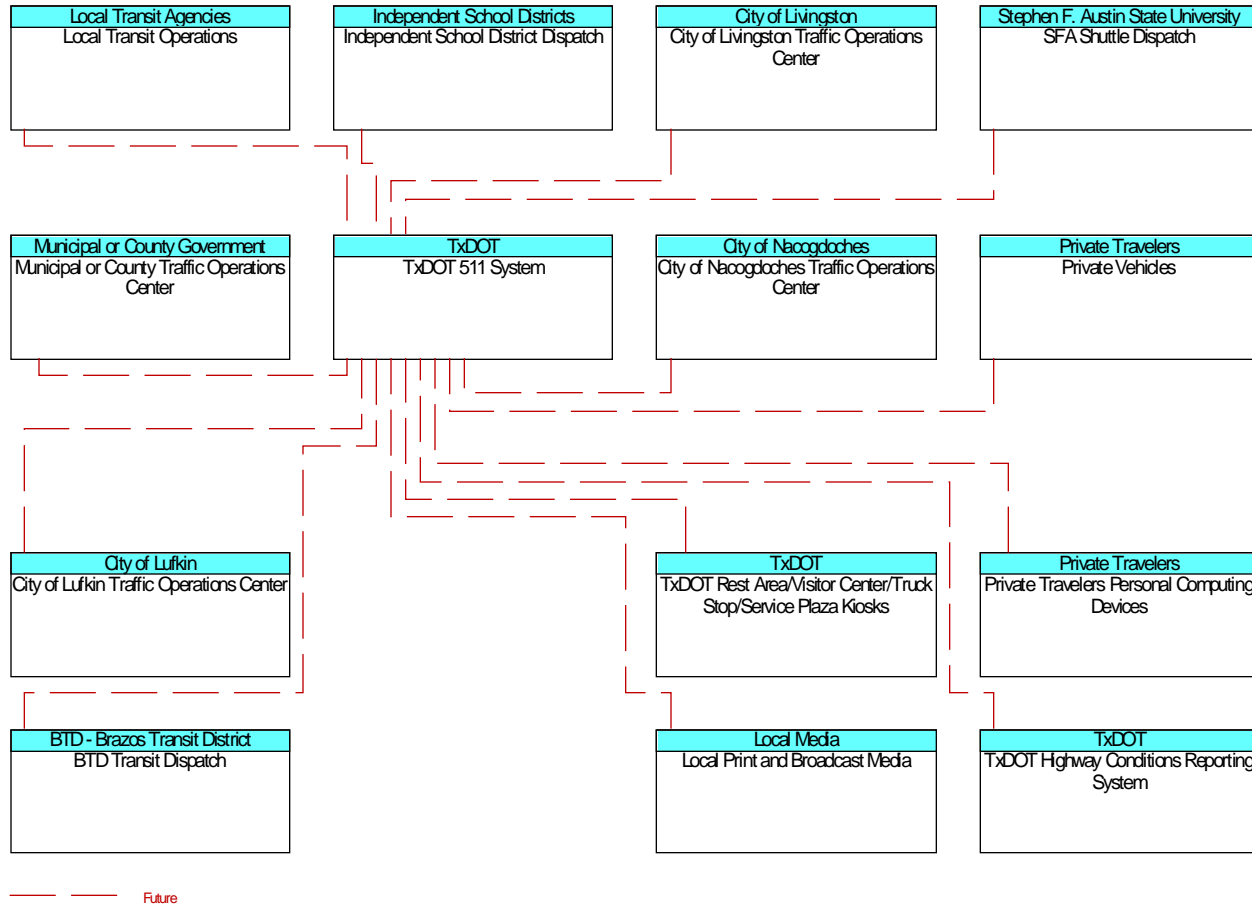 Local Transit Agencies
Local Transit Operations
Independent School Districts
Independent School District Dispatch
City of Livingston
City of Livingston Traffic Operations
Center
Stephen F. Austin State University
SFA Shuttle Dispatch
Municipal or County Government
Municipal or County Traffic Operations
Center
TxDOT
TxDOT 511 System
City of Nacogdoches
City of Nacogdoches Traffic Operations
Center
Private Travelers
Private Vehicles
City of Lufkin
City of Lufkin Traffic Operations Center
TxDOT
TxDOT Rest Area/Visitor Center/Truck
Stop/Service Plaza Kiosks
Private Travelers
Private Travelers Personal Computing
Devices
BTD - Brazos Transit District
BTD Transit Dispatch
Local Media
Local Print and Broadcast Media
TxDOT
TxDOT Highway Conditions Reporting
System
Future